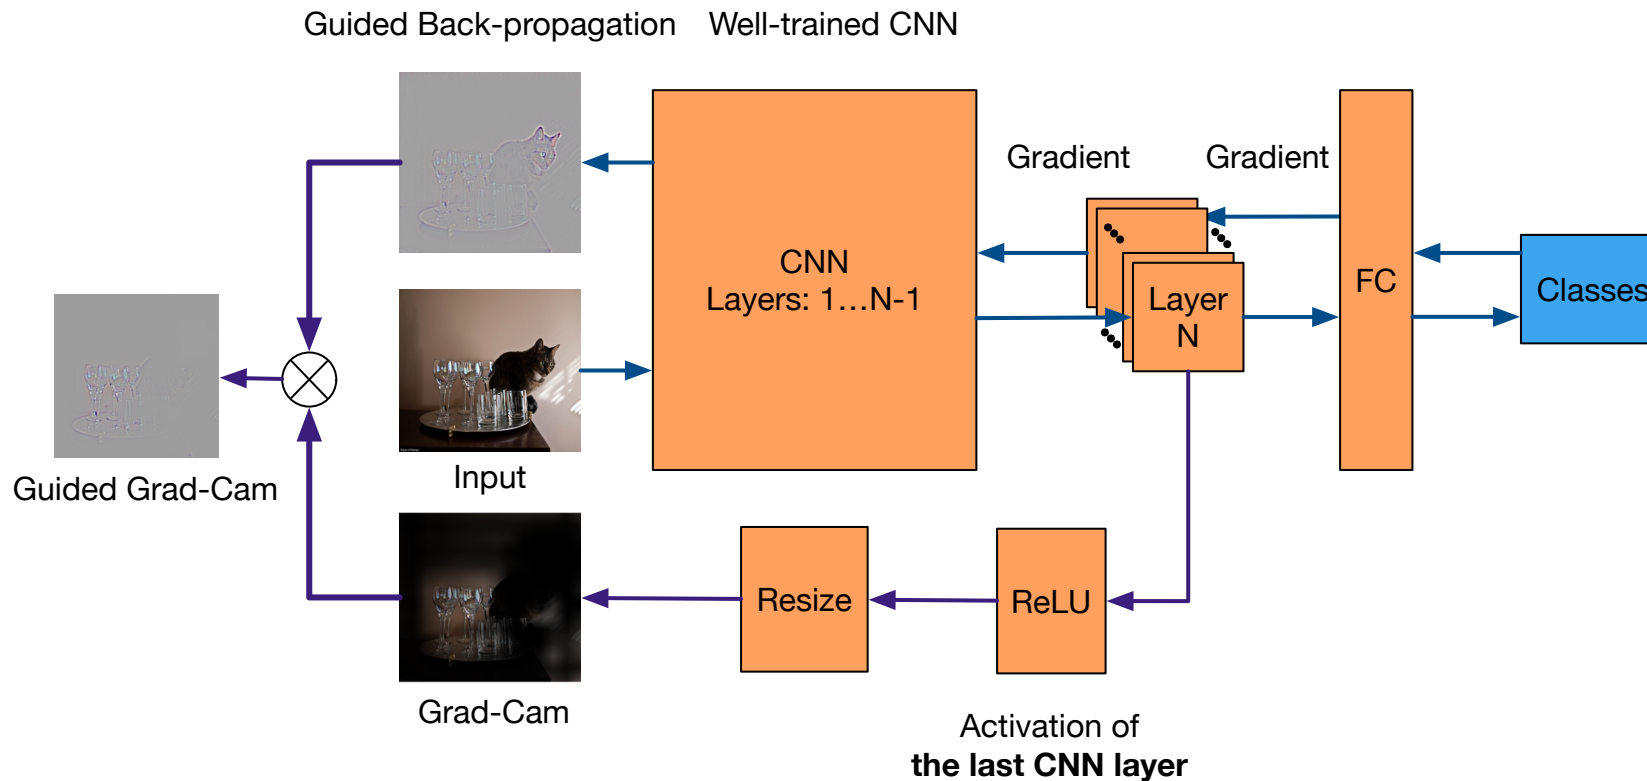 Guided Back-propagation
Well-trained CNN
Gradient
Gradient
CNN
Layers: 1...N-1
FC
Classes
Layer
N
Input
Guided Grad-Cam
Resize
ReLU
Grad-Cam
Activation of
the last CNN layer